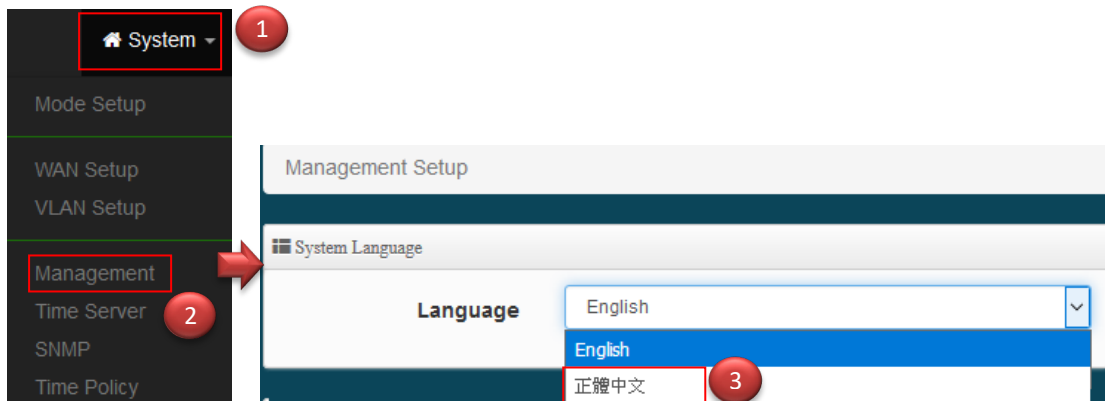 System
1
Mode Setup
WAN Setup
VLAN Setup
Management
Time Server
2
SNMP
Time Policy
Management Setup
System Language
Language
English
English
正體中文
3